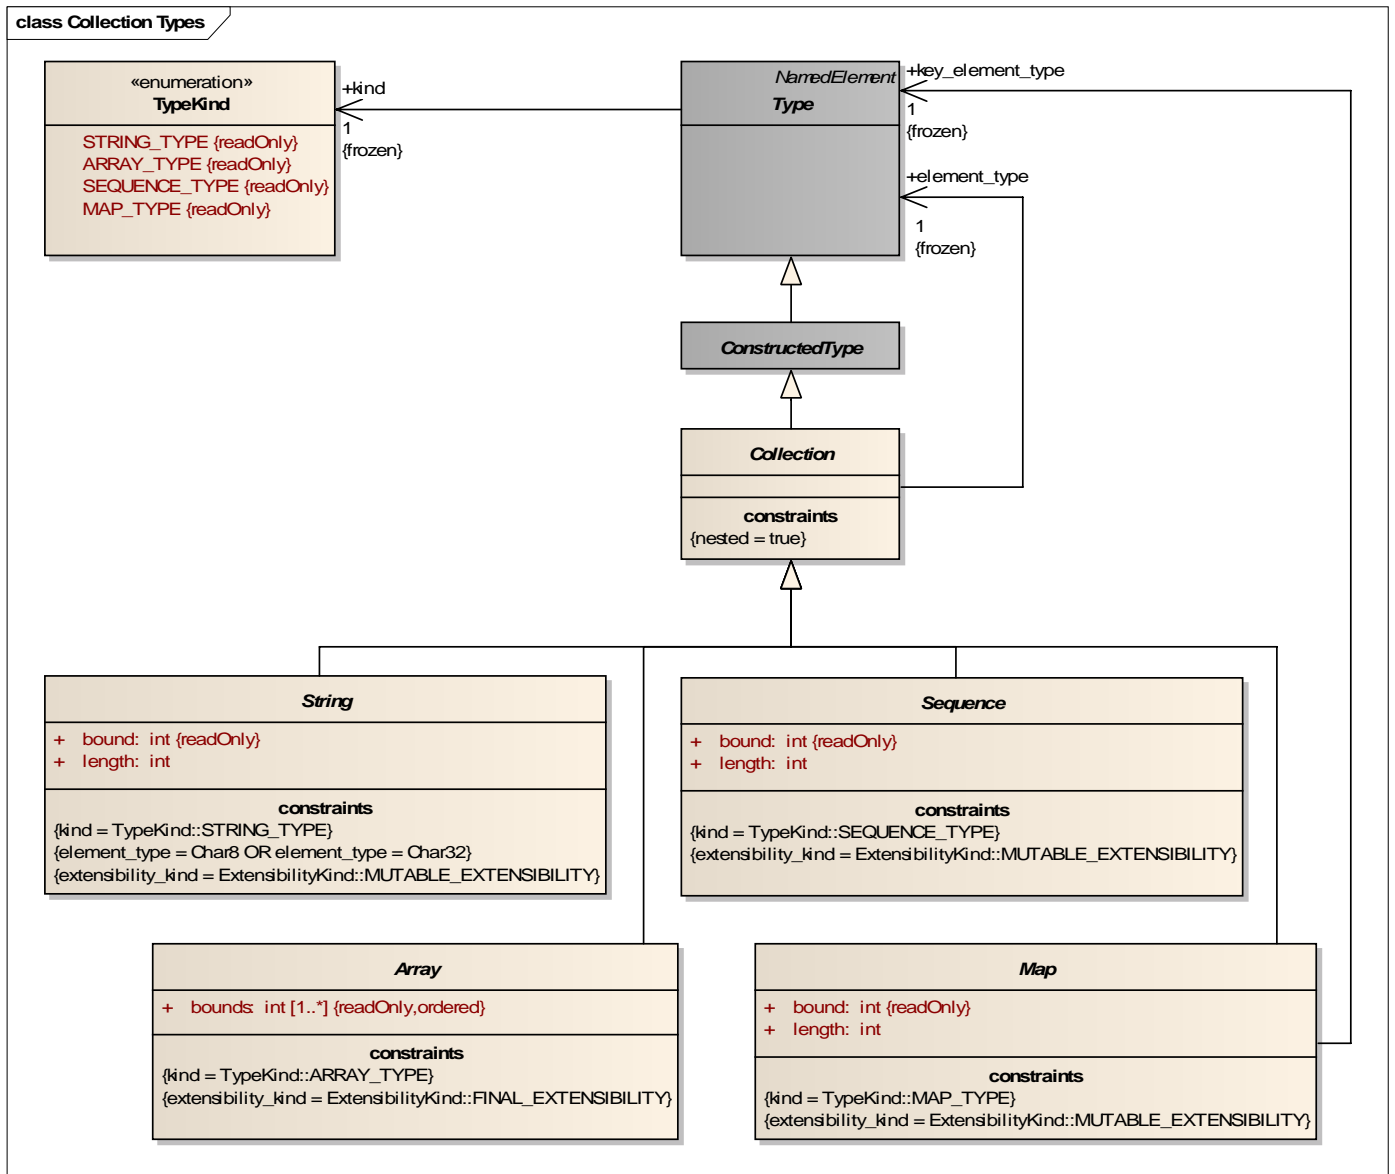 class Collection Types
«enumeration»
TypeKind
STRING_TYPE {readOnly}
ARRAY_TYPE {readOnly}
SEQUENCE_TYPE {readOnly}
MAP_TYPE {readOnly}
+kind
1
{frozen}
NamedElement
Type
+key_element_type
1
{frozen}
+element_type
1
{frozen}
ConstructedType
Collection
constraints
{nested = true}
String
+ bound: int {readOnly}
+ length: int
constraints
{kind = TypeKind::STRING_TYPE}
{element_type = Char8 OR element_type = Char32}
{extensibility_kind = ExtensibilityKind::MUTABLE_EXTENSIBILITY}
Sequence
+ bound: int {readOnly}
+ length: int
constraints
{kind = TypeKind::SEQUENCE_TYPE}
{extensibility_kind = ExtensibilityKind::MUTABLE_EXTENSIBILITY}
Array
+ bounds: int [1..*] {readOnly,ordered}
constraints
{kind = TypeKind::ARRAY_TYPE}
{extensibility_kind = ExtensibilityKind::FINAL_EXTENSIBILITY}
Map
+ bound: int {readOnly}
+ length: int
constraints
{kind = TypeKind::MAP_TYPE}
{extensibility_kind = ExtensibilityKind::MUTABLE_EXTENSIBILITY}